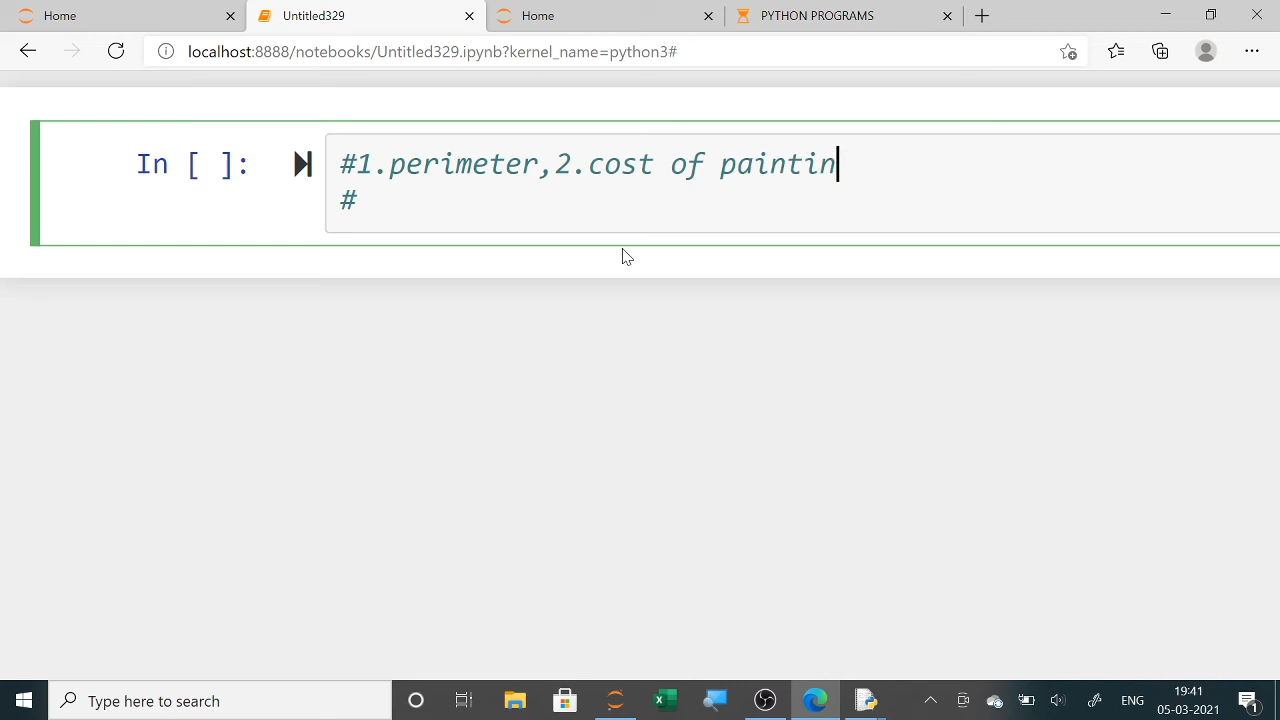 Home
Untitled329
Home
PYTHON PROGRAMS
localhost:8888/notebooks/Untitled329.ipynb?kernel_name=python3#
In [ ]:
#1.perimeter,2.cost of paintin
#
Type here to search
ENG
19:41
05-03-2021
1